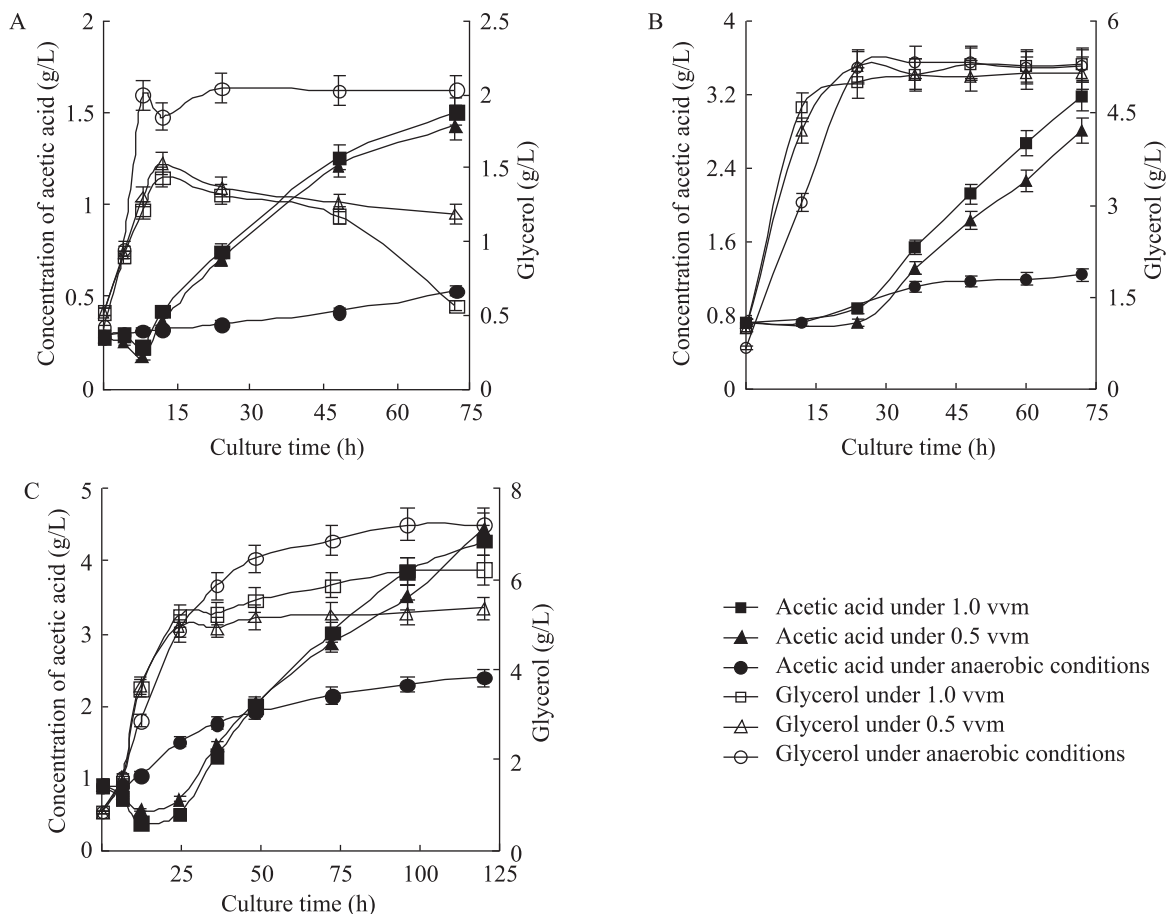 A
Concentration of acetic acid (g/L)
2
1.5
1
0.5
0
2.5
2
1.5
1
0.5
0
Glycerol (g/L)
15 30 45 60 75
Culture time (h)
B
Concentration of acetic acid (g/L)
4
3.2
2.4
1.6
0.8
0
6
4.5
3
1.5
0
Glycerol (g/L)
15 30 45 60 75
Culture time (h)
C
Concentration of acetic acid (g/L)
5
4
3
2
1
0
8
6
4
2
0
Glycerol (g/L)
25 50 75 100 125
Culture time (h)
Acetic acid under 1.0 vvm
Acetic acid under 0.5 vvm
Acetic acid under anaerobic conditions
Glycerol under 1.0 vvm
Glycerol under 0.5 vvm
Glycerol under anaerobic conditions